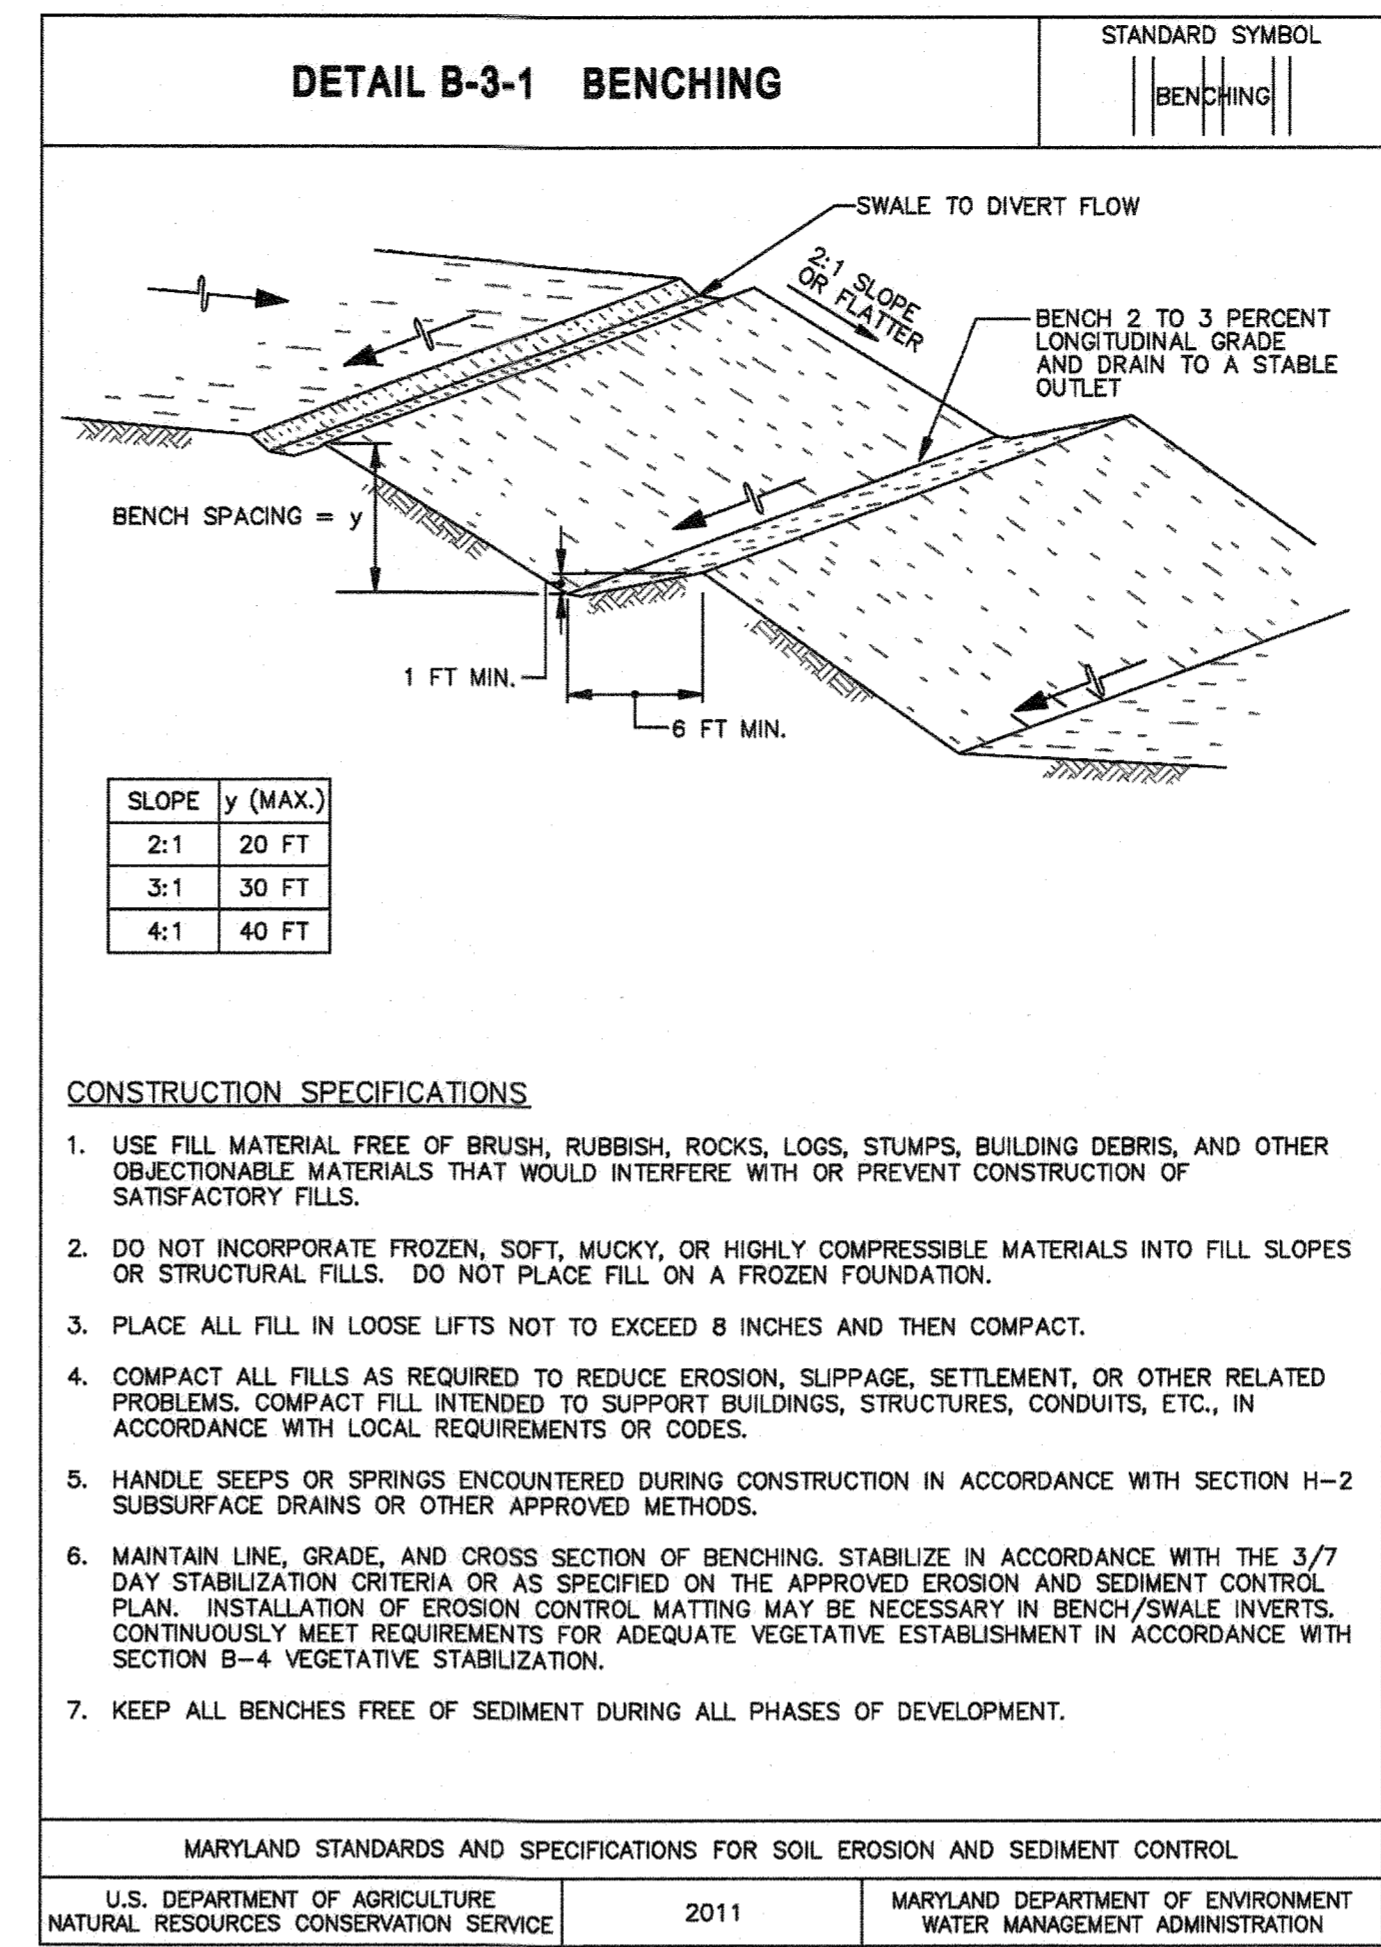 DETAIL B-3-1 BENCHING
STANDARD SYMBOL
BENCHING
SWALE TO DIVERT FLOW
2:1 SLOPE
OR FLATTER
BENCH 2 TO 3 PERCENT
LONGITUDINAL GRADE
AND DRAIN TO A STABLE
OUTLET
BENCH SPACING = y
1 FT MIN.
6 FT MIN.
SLOPE y (MAX.)
2:1 20 FT
3:1 30 FT
4:1 40 FT
CONSTRUCTION SPECIFICATIONS
1. USE FILL MATERIAL FREE OF BRUSH, RUBBISH, ROCKS, LOGS, STUMPS, BUILDING DEBRIS, AND OTHER
OBJECTIONABLE MATERIALS THAT WOULD INTERFERE WITH OR PREVENT CONSTRUCTION OF
SATISFACTORY FILLS.
2. DO NOT INCORPORATE FROZEN, SOFT, MUCKY, OR HIGHLY COMPRESSIBLE MATERIALS INTO FILL SLOPES
OR STRUCTURAL FILLS. DO NOT PLACE FILL ON A FROZEN FOUNDATION.
3. PLACE ALL FILL IN LOOSE LIFTS NOT TO EXCEED 8 INCHES AND THEN COMPACT.
4. COMPACT ALL FILLS AS REQUIRED TO REDUCE EROSION, SLIPPAGE, SETTLEMENT, OR OTHER RELATED
PROBLEMS. COMPACT FILL INTENDED TO SUPPORT BUILDINGS, STRUCTURES, CONDUITS, ETC., IN
ACCORDANCE WITH LOCAL REQUIREMENTS OR CODES.
5. HANDLE SEEPS OR SPRINGS ENCOUNTERED DURING CONSTRUCTION IN ACCORDANCE WITH SECTION H-2
SUBSURFACE DRAINS OR OTHER APPROVED METHODS.
6. MAINTAIN LINE, GRADE, AND CROSS SECTION OF BENCHING. STABILIZE IN ACCORDANCE WITH THE 3/7
DAY STABILIZATION CRITERIA OR AS SPECIFIED ON THE APPROVED EROSION AND SEDIMENT CONTROL
PLAN. INSTALLATION OF EROSION CONTROL MATTING MAY BE NECESSARY IN BENCH/SWALE INVERTS.
CONTINUOUSLY MEET REQUIREMENTS FOR ADEQUATE VEGETATIVE ESTABLISHMENT IN ACCORDANCE WITH
SECTION B-4 VEGETATIVE STABILIZATION.
7. KEEP ALL BENCHES FREE OF SEDIMENT DURING ALL PHASES OF DEVELOPMENT.
MARYLAND STANDARDS AND SPECIFICATIONS FOR SOIL EROSION AND SEDIMENT CONTROL
U.S. DEPARTMENT OF AGRICULTURE
NATURAL RESOURCES CONSERVATION SERVICE
2011
MARYLAND DEPARTMENT OF ENVIRONMENT
WATER MANAGEMENT ADMINISTRATION